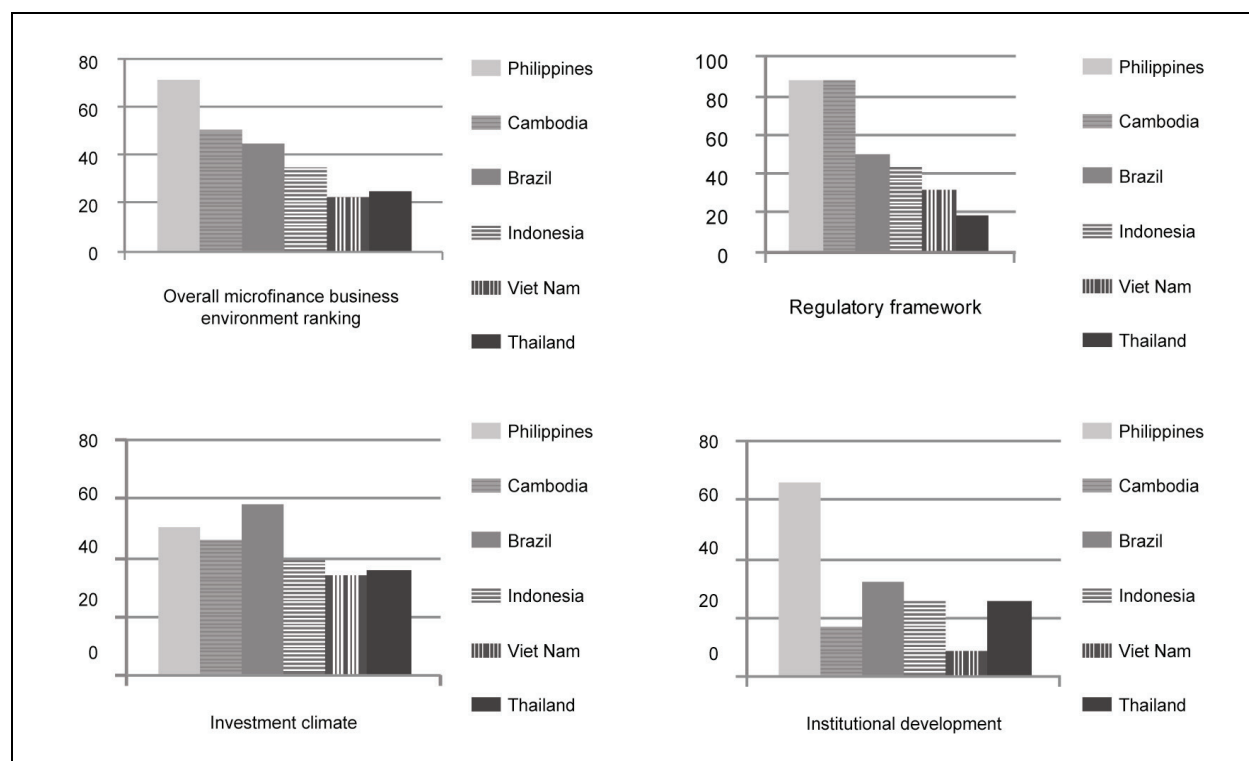 80
60
40
20
0
Philippines
Cambodia
Brazil
Indonesia
Viet Nam
Thailand
Overall microfinance business
environment ranking
100
80
60
40
20
0
Philippines
Cambodia
Brazil
Indonesia
Viet Nam
Thailand
Regulatory framework
80
60
40
20
0
Philippines
Cambodia
Brazil
Indonesia
Viet Nam
Thailand
Investment climate
80
60
40
20
0
Philippines
Cambodia
Brazil
Indonesia
Viet Nam
Thailand
Institutional development